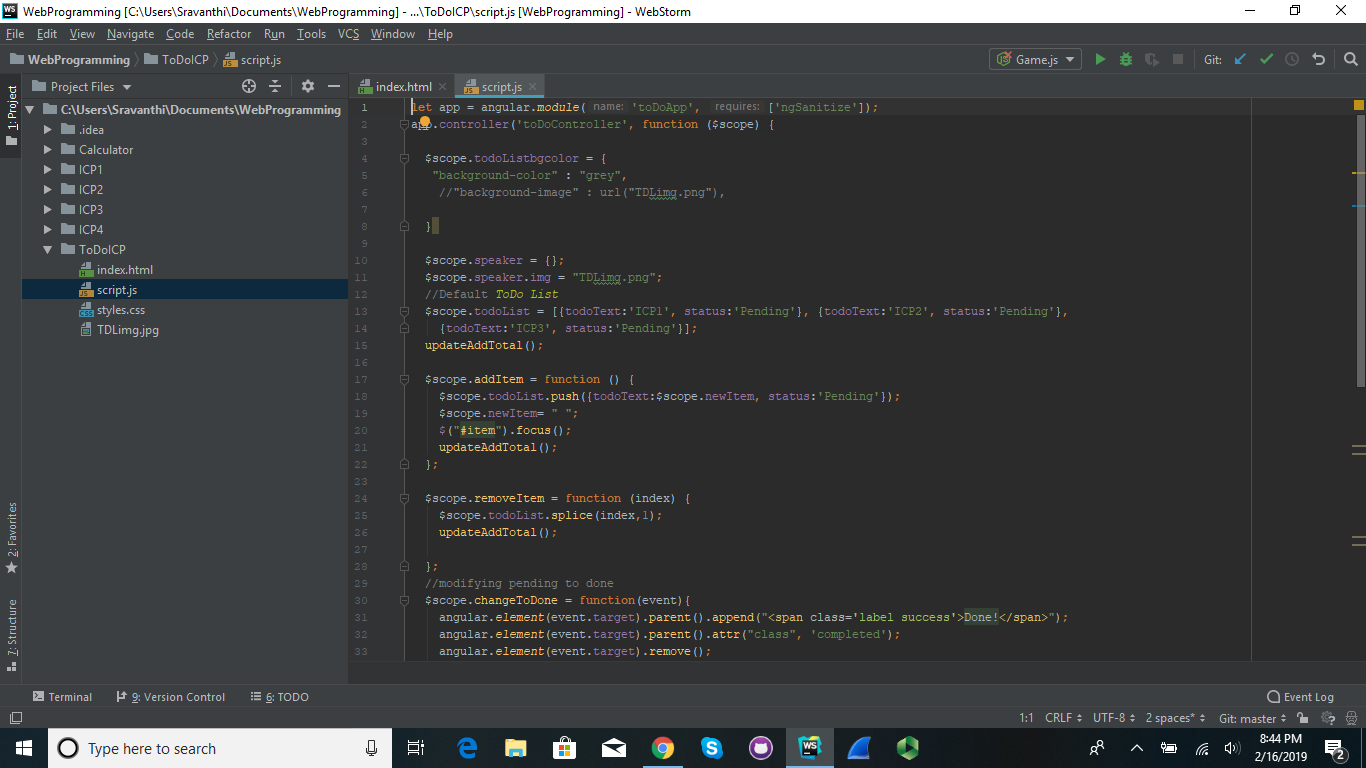 WebProgramming [C:\Users\Sravanthi\Documents\WebProgramming] - ...\ToDoICP\script.js [WebProgramming] - WebStorm
File Edit View Navigate Code Refactor Run Tools VCS Window Help
WebProgramming ToDoICP script.js Game.js Git:
Project Files index.html script.js
1: Project
C:\Users\Sravanthi\Documents\WebProgramming
.idea
Calculator
ICP1
ICP2
ICP3
ICP4
ToDoICP
index.html
script.js
styles.css
TDLimg.jpg
2: Favorites
7: Structure
1 let app = angular.module( name: 'toDoApp', requires: ['ngSanitize']);
2 app.controller('toDoController', function ($scope) {
3
4 $scope.todoListbgcolor = {
5 "background-color" : "grey",
6 //"background-image" : url("TDLimg.png"),
7
8 }
9
10 $scope.speaker = {};
11 $scope.speaker.img = "TDLimg.png";
12 //Default ToDo List
13 $scope.todoList = [{todoText:'ICP1', status:'Pending'}, {todoText:'ICP2', status:'Pending'},
14 {todoText:'ICP3', status:'Pending'}];
15 updateAddTotal();
16
17 $scope.addItem = function () {
18 $scope.todoList.push({todoText:$scope.newItem, status:'Pending'});
19 $scope.newItem= " ";
20 $("#item").focus();
21 updateAddTotal();
22 };
23
24 $scope.removeItem = function (index) {
25 $scope.todoList.splice(index,1);
26 updateAddTotal();
27
28 };
29 //modifying pending to done
30 $scope.changeToDone = function(event){
31 angular.element(event.target).parent().append("<span class='label success'>Done!</span>");
32 angular.element(event.target).parent().attr("class", 'completed');
33 angular.element(event.target).remove();
Terminal 9: Version Control 6: TODO Event Log
1:1 CRLF UTF-8 2 spaces* Git: master
Type here to search
8:44 PM
2/16/2019
2